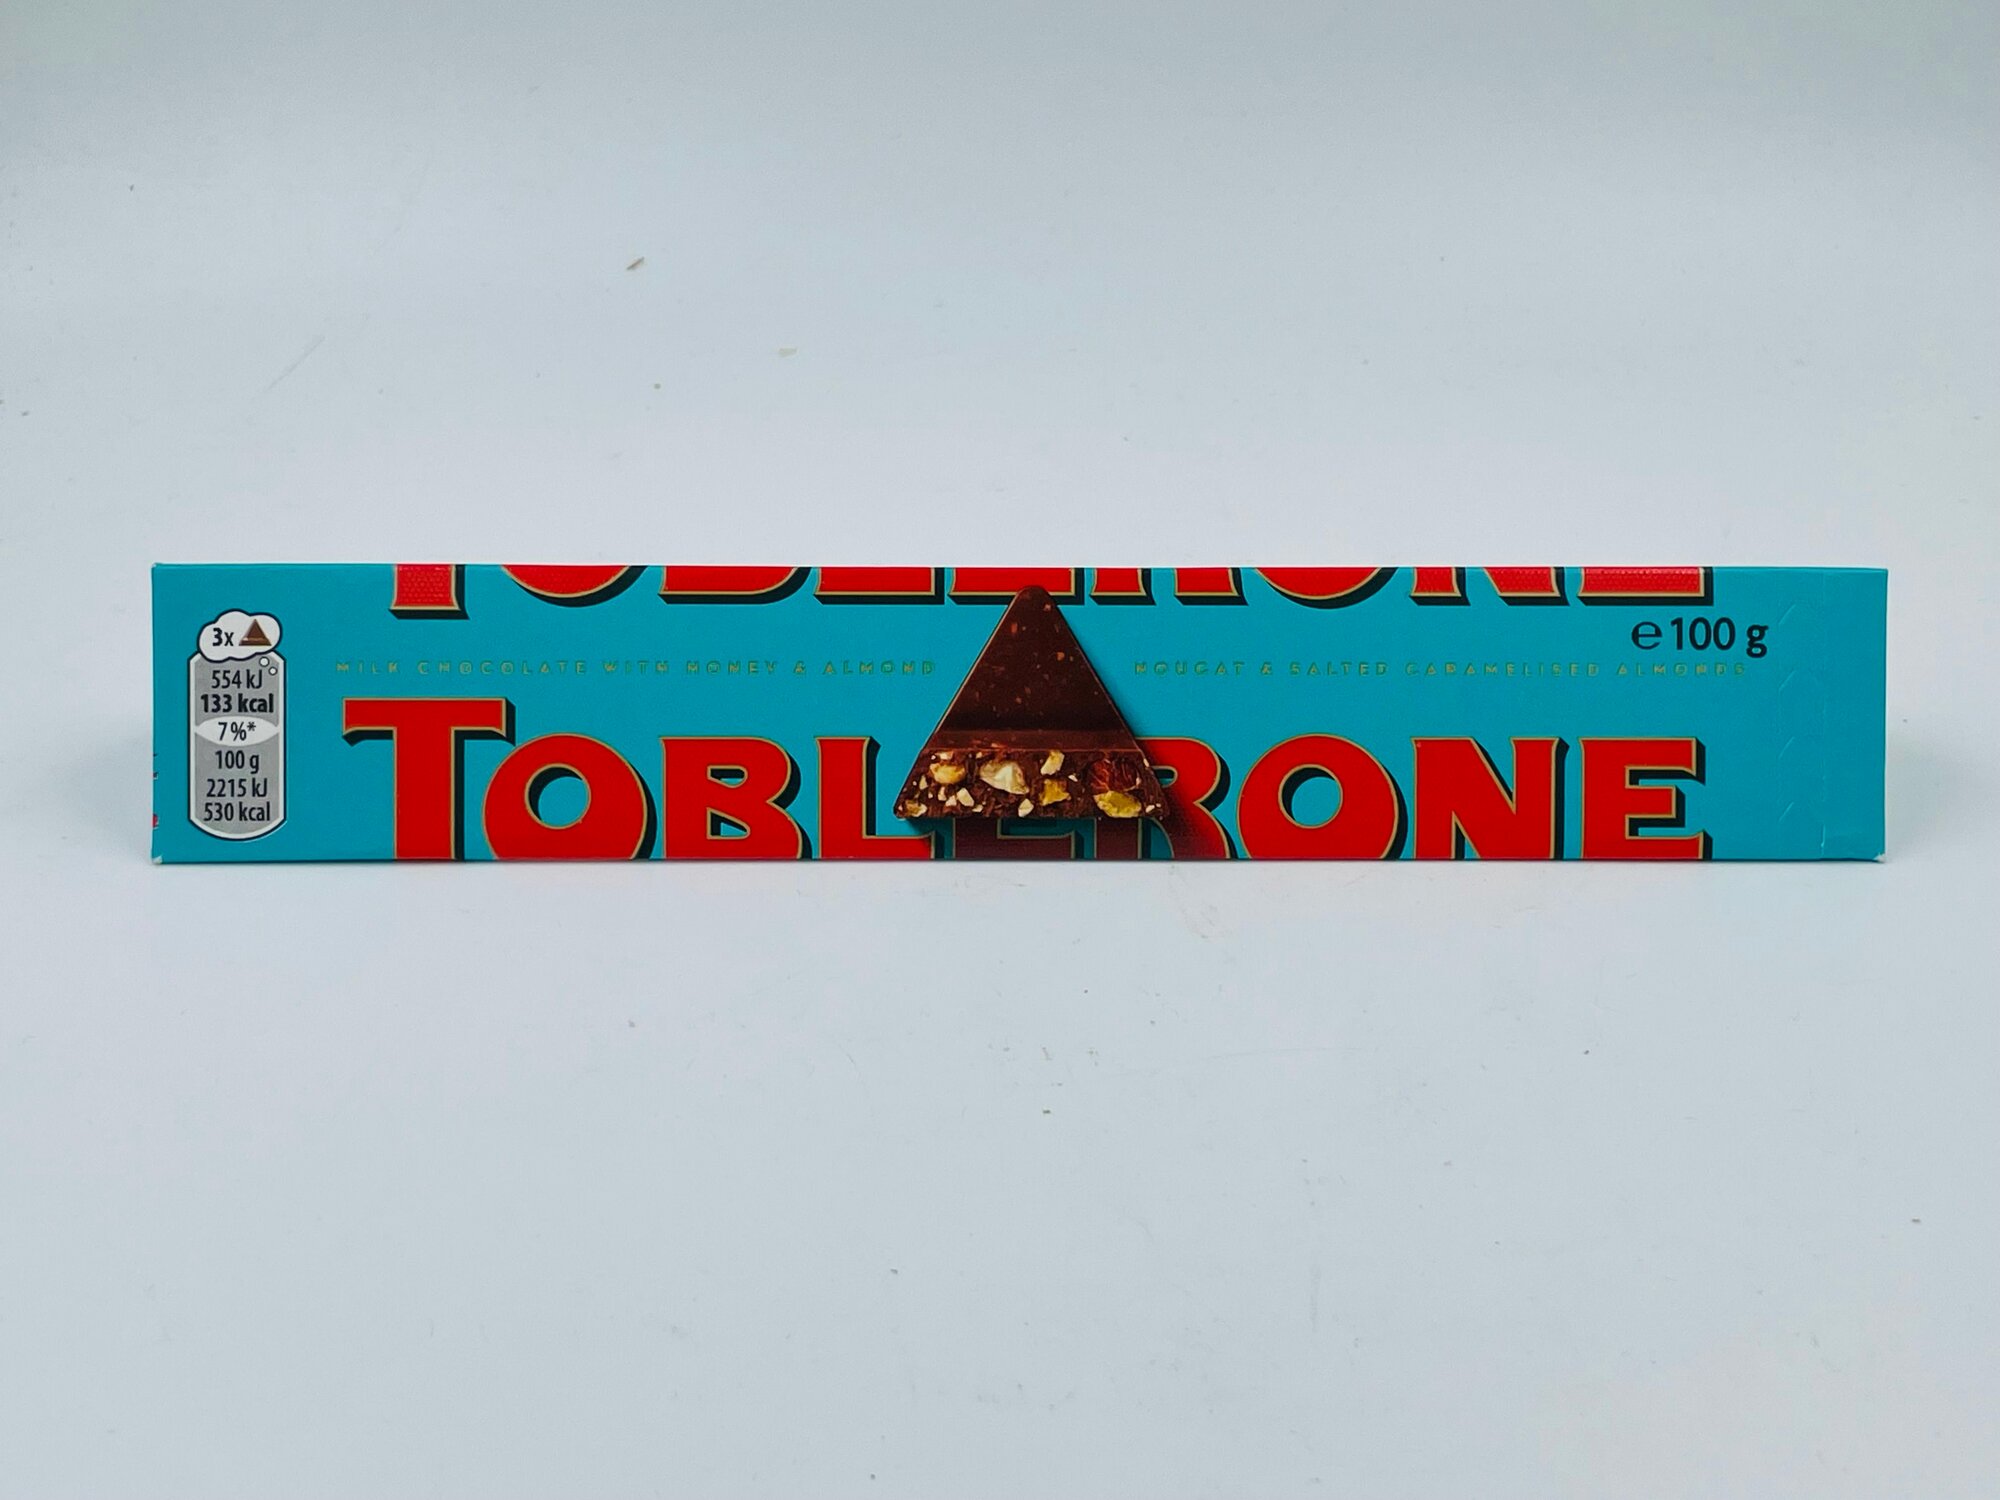 TOBLERONE
3x
℮100 g
MILK CHOCOLATE WITH HONEY & ALMOND NOUGAT & SALTED CARAMELISED ALMONDS
554 kJ
133 kcal
7%*
100 g
2215 kJ
530 kcal
TOBLERONE